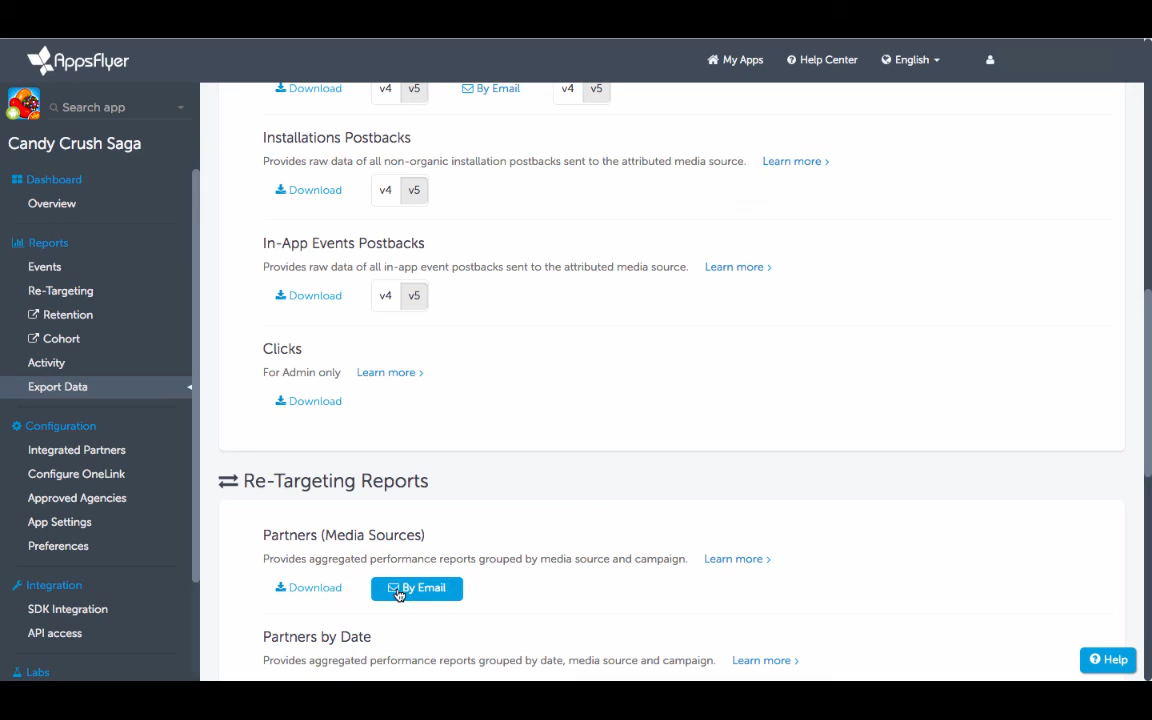 AppsFlyer
My Apps
Help Center
English
Search app
Candy Crush Saga
Dashboard
Overview
Reports
Events
Re-Targeting
Retention
Cohort
Activity
Export Data
Configuration
Integrated Partners
Configure OneLink
Approved Agencies
App Settings
Preferences
Integration
SDK Integration
API access
Labs
Download v4 v5 By Email v4 v5
Installations Postbacks
Provides raw data of all non-organic installation postbacks sent to the attributed media source. Learn more >
Download v4 v5
In-App Events Postbacks
Provides raw data of all in-app event postbacks sent to the attributed media source. Learn more >
Download v4 v5
Clicks
For Admin only Learn more >
Download
Re-Targeting Reports
Partners (Media Sources)
Provides aggregated performance reports grouped by media source and campaign. Learn more >
Download By Email
Partners by Date
Provides aggregated performance reports grouped by date, media source and campaign. Learn more >
Help